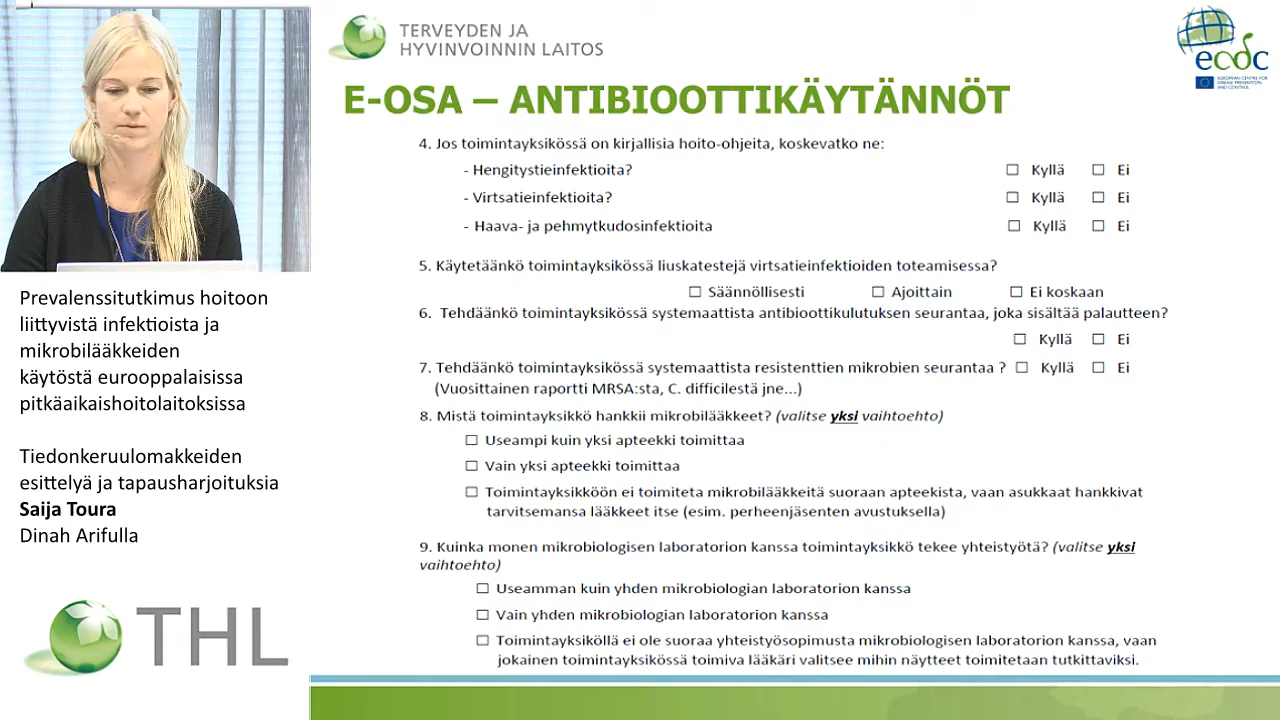 TERVEYDEN JA
HYVINVOINNIN LAITOS
ecdc
EUROPEAN CENTRE FOR
DISEASE PREVENTION
AND CONTROL
E-OSA – ANTIBIOOTTIKÄYTÄNNÖT
4. Jos toimintayksikössä on kirjallisia hoito-ohjeita, koskevatko ne:
- Hengitystieinfektioita? ☐ Kyllä ☐ Ei
- Virtsatieinfektioita? ☐ Kyllä ☐ Ei
- Haava- ja pehmytkudosinfektioita ☐ Kyllä ☐ Ei
5. Käytetäänkö toimintayksikössä liuskatestejä virtsatieinfektioiden toteamisessa?
☐ Säännöllisesti ☐ Ajoittain ☐ Ei koskaan
6. Tehdäänkö toimintayksikössä systemaattista antibioottikulutuksen seurantaa, joka sisältää palautteen?
☐ Kyllä ☐ Ei
7. Tehdäänkö toimintayksikössä systemaattista resistenttien mikrobien seurantaa ? ☐ Kyllä ☐ Ei
(Vuosittainen raportti MRSA:sta, C. difficilestä jne...)
8. Mistä toimintayksikkö hankkii mikrobilääkkeet? (valitse yksi vaihtoehto)
☐ Useampi kuin yksi apteekki toimittaa
☐ Vain yksi apteekki toimittaa
☐ Toimintayksikköön ei toimiteta mikrobilääkkeitä suoraan apteekista, vaan asukkaat hankkivat
tarvitsemansa lääkkeet itse (esim. perheenjäsenten avustuksella)
9. Kuinka monen mikrobiologisen laboratorion kanssa toimintayksikkö tekee yhteistyötä? (valitse yksi
vaihtoehto)
☐ Useamman kuin yhden mikrobiologian laboratorion kanssa
☐ Vain yhden mikrobiologian laboratorion kanssa
☐ Toimintayksiköllä ei ole suoraa yhteistyösopimusta mikrobiologisen laboratorion kanssa, vaan
jokainen toimintayksikössä toimiva lääkäri valitsee mihin näytteet toimitetaan tutkittaviksi.
Prevalenssitutkimus hoitoon
liittyvistä infektioista ja
mikrobilääkkeiden
käytöstä eurooppalaisissa
pitkäaikaishoitolaitoksissa
Tiedonkeruulomakkeiden
esittelyä ja tapausharjoituksia
Saija Toura
Dinah Arifulla
THL